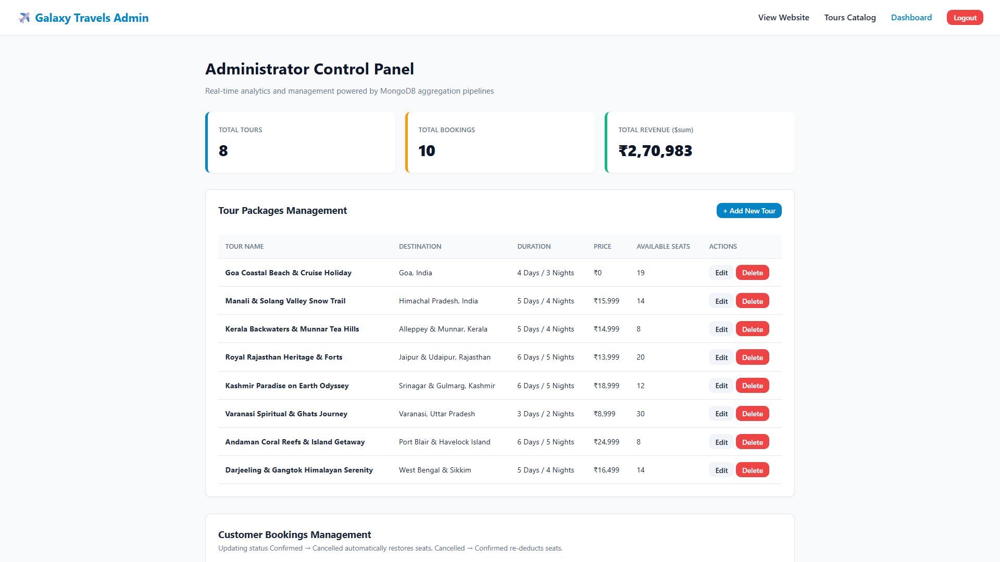 Galaxy Travels Admin
View Website
Tours Catalog
Dashboard
Logout
Administrator Control Panel
Real-time analytics and management powered by MongoDB aggregation pipelines
TOTAL TOURS
8
TOTAL BOOKINGS
10
TOTAL REVENUE ($sum)
₹2,70,983
Tour Packages Management
+ Add New Tour
TOUR NAME DESTINATION DURATION PRICE AVAILABLE SEATS ACTIONS
Goa Coastal Beach & Cruise Holiday Goa, India 4 Days / 3 Nights ₹0 19 Edit Delete
Manali & Solang Valley Snow Trail Himachal Pradesh, India 5 Days / 4 Nights ₹15,999 14 Edit Delete
Kerala Backwaters & Munnar Tea Hills Alleppey & Munnar, Kerala 5 Days / 4 Nights ₹14,999 8 Edit Delete
Royal Rajasthan Heritage & Forts Jaipur & Udaipur, Rajasthan 6 Days / 5 Nights ₹13,999 20 Edit Delete
Kashmir Paradise on Earth Odyssey Srinagar & Gulmarg, Kashmir 6 Days / 5 Nights ₹18,999 12 Edit Delete
Varanasi Spiritual & Ghats Journey Varanasi, Uttar Pradesh 3 Days / 2 Nights ₹8,999 30 Edit Delete
Andaman Coral Reefs & Island Getaway Port Blair & Havelock Island 6 Days / 5 Nights ₹24,999 8 Edit Delete
Darjeeling & Gangtok Himalayan Serenity West Bengal & Sikkim 5 Days / 4 Nights ₹16,499 14 Edit Delete
Customer Bookings Management
Updating status Confirmed → Cancelled automatically restores seats. Cancelled → Confirmed re-deducts seats.